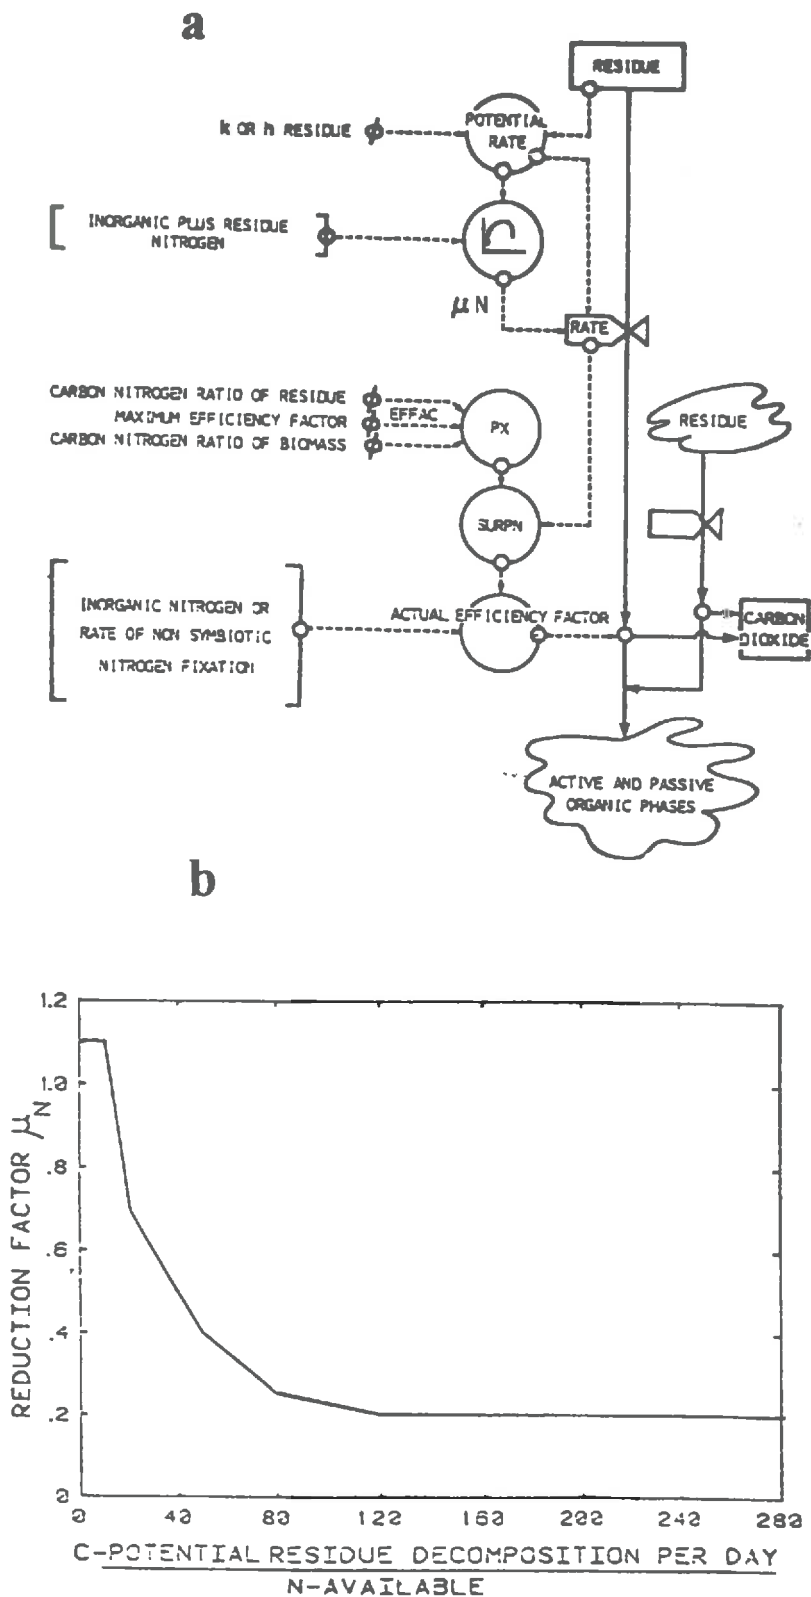 a
RESIDUE
POTENTIAL
RATE
k OR h RESIDUE
INORGANIC PLUS RESIDUE
NITROGEN
μN
RATE
CARBON NITROGEN RATIO OF RESIDUE
MAXIMUM EFFICIENCY FACTOR
CARBON NITROGEN RATIO OF BIOMASS
EFFAC
PX
RESIDUE
SURPN
INORGANIC NITROGEN OR
RATE OF NON SYMBIOTIC
NITROGEN FIXATION
ACTUAL EFFICIENCY FACTOR
CARBON
DIOXIDE
ACTIVE AND PASSIVE
ORGANIC PHASES
b
1.2
1.0
.8
.6
.4
.2
0
REDUCTION FACTOR μN
0 40 80 120 160 200 240 280
C-POTENTIAL RESIDUE DECOMPOSITION PER DAY
N-AVAILABLE